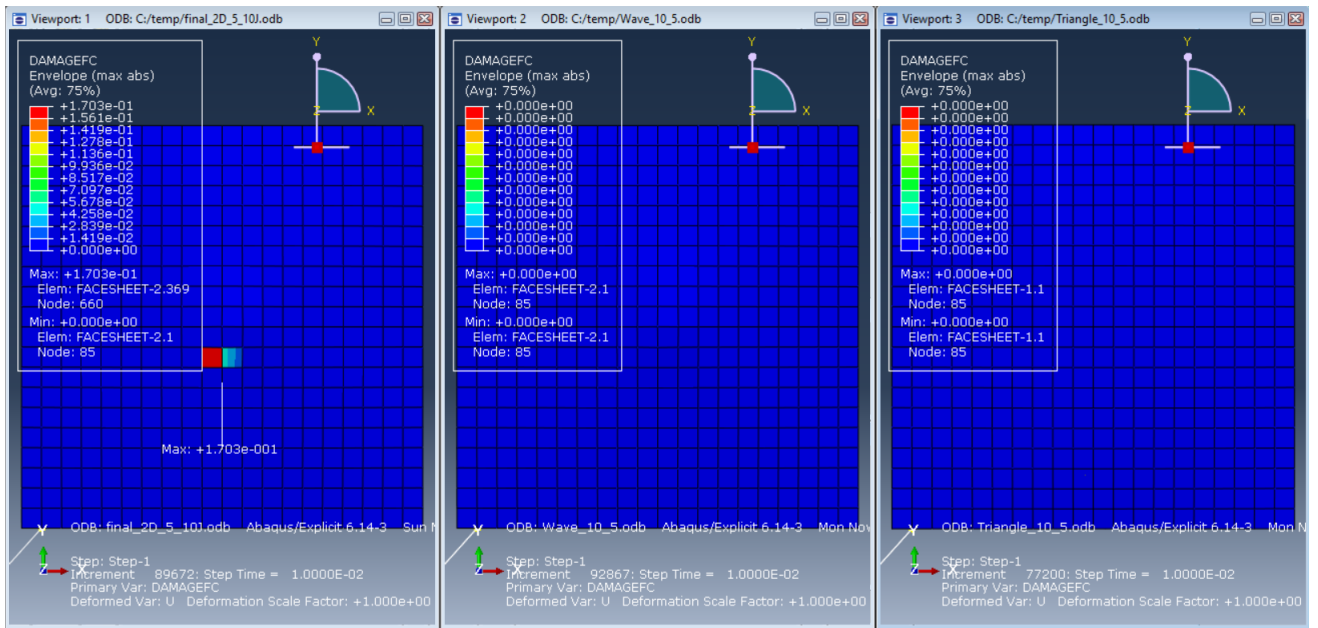 Viewport: 1 ODB: C:/temp/final_2D_5_10J.odb
DAMAGEFC
Envelope (max abs)
(Avg: 75%)
+1.703e-01
+1.561e-01
+1.419e-01
+1.278e-01
+1.136e-01
+9.936e-02
+8.517e-02
+7.097e-02
+5.678e-02
+4.258e-02
+2.839e-02
+1.419e-02
+0.000e+00
Max: +1.703e-01
Elem: FACESHEET-2.369
Node: 660
Min: +0.000e+00
Elem: FACESHEET-2.1
Node: 85
Y
Z
X
Max: +1.703e-001
Y
ODB: final_2D_5_10J.odb Abaqus/Explicit 6.14-3 Sun N
Z
X
Step: Step-1
Increment 89672: Step Time = 1.0000E-02
Primary Var: DAMAGEFC
Deformed Var: U Deformation Scale Factor: +1.000e+00
Viewport: 2 ODB: C:/temp/Wave_10_5.odb
DAMAGEFC
Envelope (max abs)
(Avg: 75%)
+0.000e+00
+0.000e+00
+0.000e+00
+0.000e+00
+0.000e+00
+0.000e+00
+0.000e+00
+0.000e+00
+0.000e+00
+0.000e+00
+0.000e+00
+0.000e+00
+0.000e+00
Max: +0.000e+00
Elem: FACESHEET-2.1
Node: 85
Min: +0.000e+00
Elem: FACESHEET-2.1
Node: 85
Y
Z
X
Y
ODB: Wave_10_5.odb Abaqus/Explicit 6.14-3 Mon Nov
Z
X
Step: Step-1
Increment 92867: Step Time = 1.0000E-02
Primary Var: DAMAGEFC
Deformed Var: U Deformation Scale Factor: +1.000e+00
Viewport: 3 ODB: C:/temp/Triangle_10_5.odb
DAMAGEFC
Envelope (max abs)
(Avg: 75%)
+0.000e+00
+0.000e+00
+0.000e+00
+0.000e+00
+0.000e+00
+0.000e+00
+0.000e+00
+0.000e+00
+0.000e+00
+0.000e+00
+0.000e+00
+0.000e+00
+0.000e+00
Max: +0.000e+00
Elem: FACESHEET-1.1
Node: 85
Min: +0.000e+00
Elem: FACESHEET-1.1
Node: 85
Y
Z
X
Y
ODB: Triangle_10_5.odb Abaqus/Explicit 6.14-3 Mon N
Z
X
Step: Step-1
Increment 77200: Step Time = 1.0000E-02
Primary Var: DAMAGEFC
Deformed Var: U Deformation Scale Factor: +1.000e+00